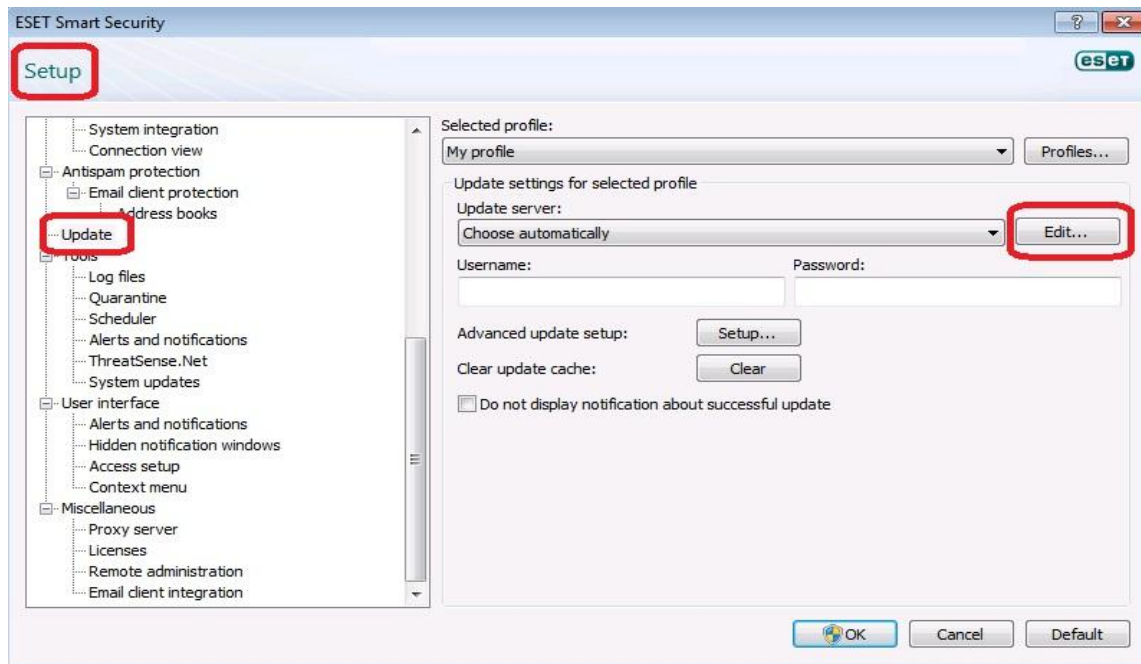 ESET Smart Security
Setup
eseT
System integration
Connection view
Antispam protection
Email client protection
Address books
Update
Tools
Log files
Quarantine
Scheduler
Alerts and notifications
ThreatSense.Net
System updates
User interface
Alerts and notifications
Hidden notification windows
Access setup
Context menu
Miscellaneous
Proxy server
Licenses
Remote administration
Email client integration
Selected profile:
My profile Profiles...
Update settings for selected profile
Update server:
Choose automatically Edit...
Username: Password:
Advanced update setup: Setup...
Clear update cache: Clear
Do not display notification about successful update
OK Cancel Default